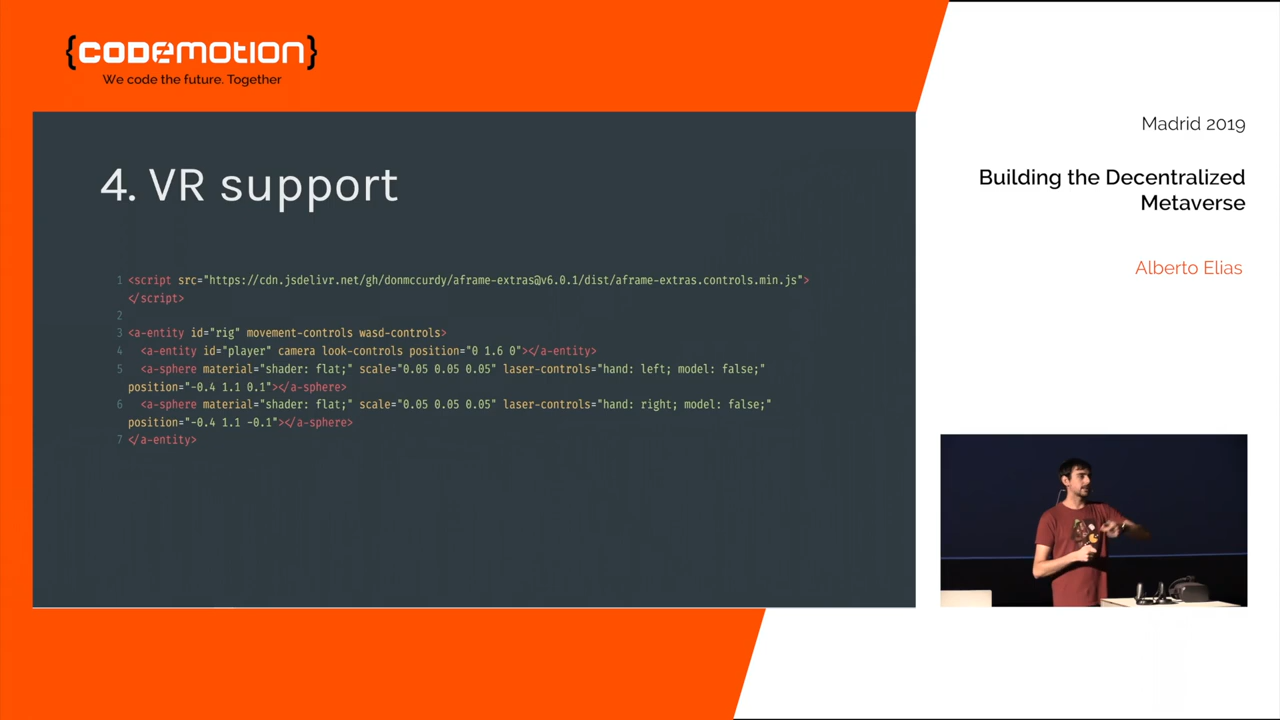 {CODEMOTION}
We code the future. Together
Madrid 2019
Building the Decentralized
Metaverse
Alberto Elias
4. VR support
1 <script src="https://cdn.jsdelivr.net/gh/donmccurdy/aframe-extras@v6.0.1/dist/aframe-extras.controls.min.js">
</script>
2
3 <a-entity id="rig" movement-controls wasd-controls>
4 <a-entity id="player" camera look-controls position="0 1.6 0"></a-entity>
5 <a-sphere material="shader: flat;" scale="0.05 0.05 0.05" laser-controls="hand: left; model: false;"
position="-0.4 1.1 0.1"></a-sphere>
6 <a-sphere material="shader: flat;" scale="0.05 0.05 0.05" laser-controls="hand: right; model: false;"
position="-0.4 1.1 -0.1"></a-sphere>
7 </a-entity>